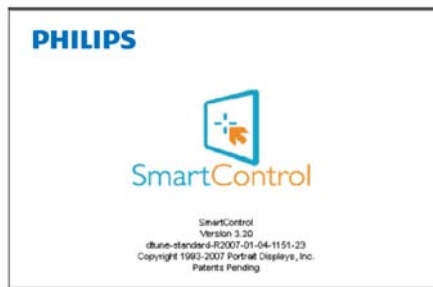 PHILIPS
SmartControl
SmartControl
Version 3.20
dtune-standard-R2007-01-04-1151-23
Copyright 1993-2007 Portrait Displays, Inc.
Patents Pending